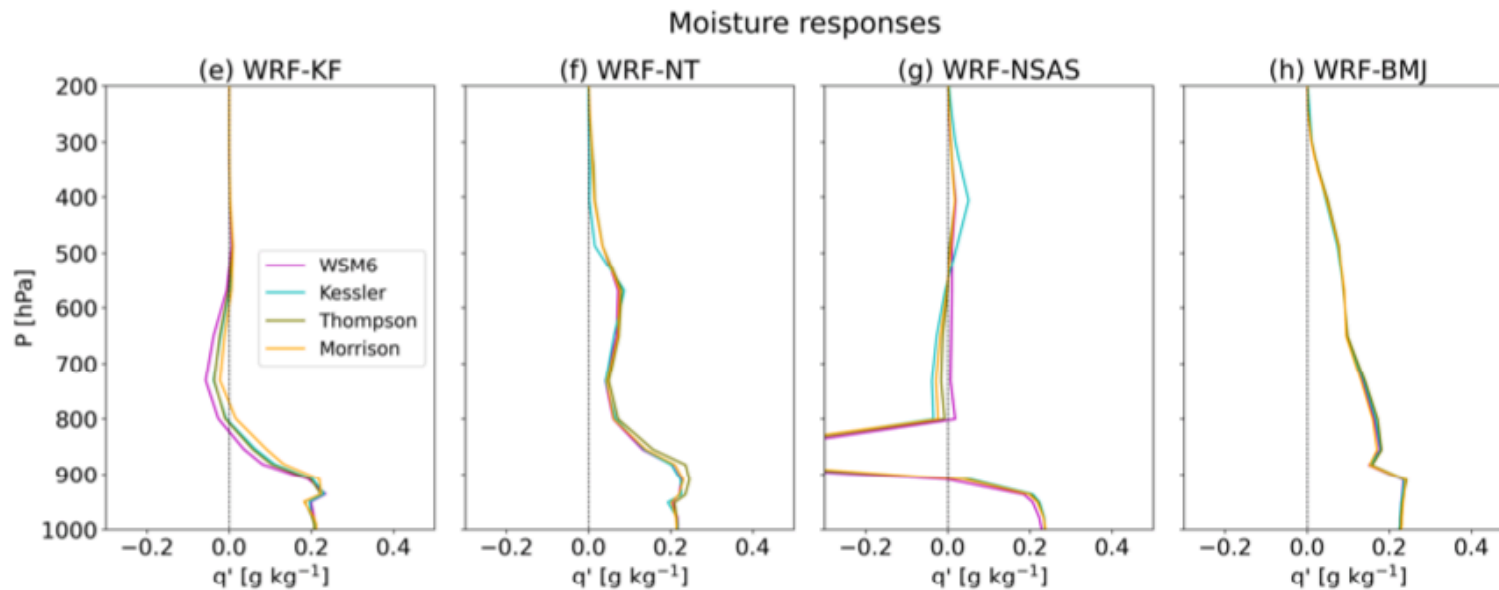 Moisture responses
(e) WRF-KF
(f) WRF-NT
(g) WRF-NSAS
(h) WRF-BMJ
200
300
400
500
600
700
800
900
1000
P [hPa]
WSM6
Kessler
Thompson
Morrison
−0.2 0.0 0.2 0.4
−0.2 0.0 0.2 0.4
−0.2 0.0 0.2 0.4
−0.2 0.0 0.2 0.4
q' [g kg⁻¹]
q' [g kg⁻¹]
q' [g kg⁻¹]
q' [g kg⁻¹]